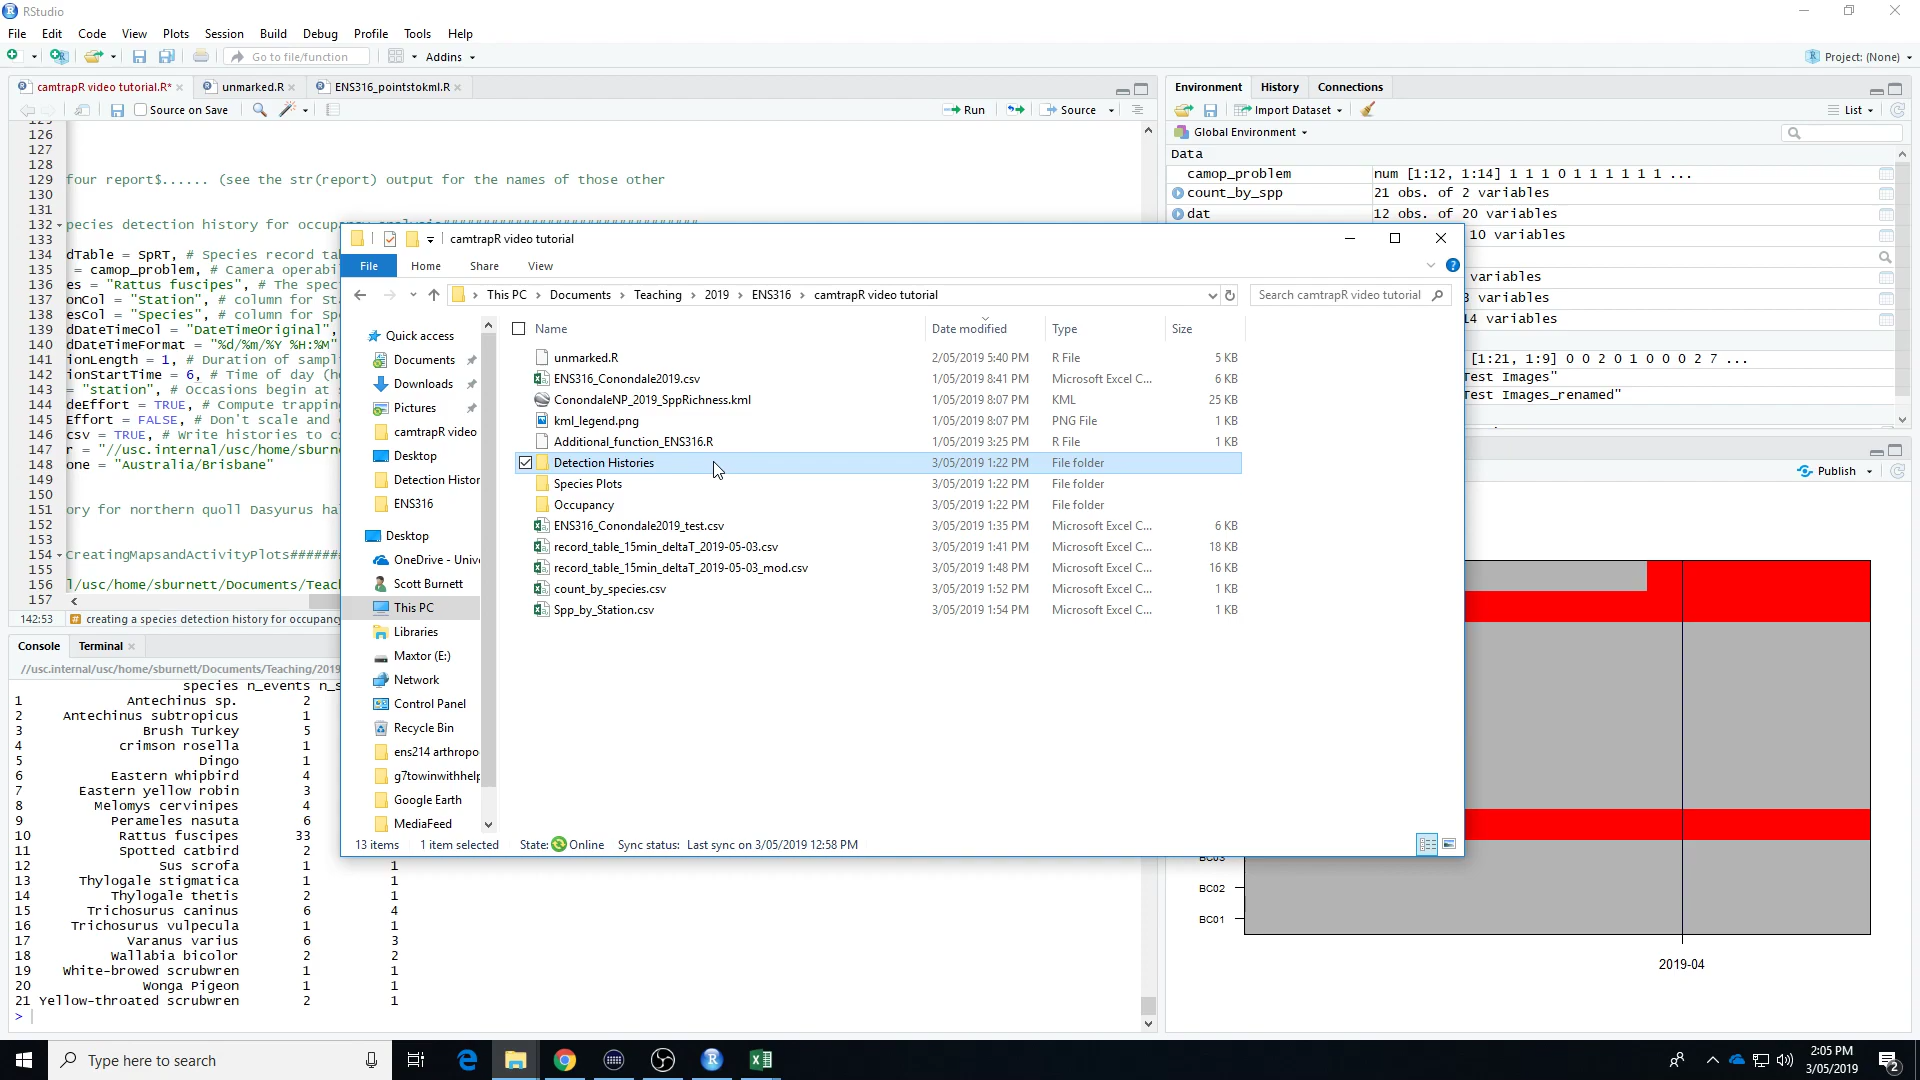 RStudio
File Edit Code View Plots Session Build Debug Profile Tools Help
Go to file/function
Addins
Project: (None)
camtrapR video tutorial.R*
unmarked.R
ENS316_pointstokml.R
Source on Save
Run
Source
126
127
128
129 four report$...... (see the str(report) output for the names of those other
130
131
132 pecies detection history for occupancy analysis################################
133
134 dTable = SpRT, # Species record ta
135 = camop_problem, # Camera operabi
136 es = "Rattus fuscipes", # The spec
137 onCol = "Station", # column for St
138 esCol = "Species", # column for Sp
139 dDateTimeCol = "DateTimeOriginal",
140 dDateTimeFormat = "%d/%m/%Y %H:%M"
141 ionLength = 1, # Duration of sampl
142 ionStartTime = 6, # Time of day (h
143 = "station", # Occasions begin at s
144 deEffort = TRUE, # Compute trapping
145 Effort = FALSE, # Don't scale and c
146 csv = TRUE, # Write histories to c
147 r = "//usc.internal/usc/home/sburn
148 one = "Australia/Brisbane"
149
150
151 ory for northern quoll Dasyurus ha
152
153
154 CreatingMapsandActivityPlots########
155
156 l/usc/home/sburnett/Documents/Teac
157
142:53
creating a species detection history for occupancy
Console Terminal
//usc.internal/usc/home/sburnett/Documents/Teaching/2019
species n_events n_s
1 Antechinus sp. 2
2 Antechinus subtropicus 1
3 Brush Turkey 5
4 crimson rosella 1
5 Dingo 1
6 Eastern whipbird 4
7 Eastern yellow robin 3
8 Melomys cervinipes 4
9 Perameles nasuta 6
10 Rattus fuscipes 33
11 Spotted catbird 2
12 Sus scrofa 1 1
13 Thylogale stigmatica 1 1
14 Thylogale thetis 2 1
15 Trichosurus caninus 6 4
16 Trichosurus vulpecula 1 1
17 Varanus varius 6 3
18 Wallabia bicolor 2 2
19 White-browed scrubwren 1 1
20 Wonga Pigeon 1 1
21 Yellow-throated scrubwren 2 1
>
camtrapR video tutorial
File Home Share View
This PC > Documents > Teaching > 2019 > ENS316 > camtrapR video tutorial
Search camtrapR video tutorial
Quick access
Documents
Downloads
Pictures
camtrapR video
Desktop
Detection Histor
ENS316
Desktop
OneDrive - Unive
Scott Burnett
This PC
Libraries
Maxtor (E:)
Network
Control Panel
Recycle Bin
ens214 arthropo
g7towinwithhelp
Google Earth
MediaFeed
Name Date modified Type Size
unmarked.R 2/05/2019 5:40 PM R File 5 KB
ENS316_Conondale2019.csv 1/05/2019 8:41 PM Microsoft Excel C... 6 KB
ConondaleNP_2019_SppRichness.kml 1/05/2019 8:07 PM KML 25 KB
kml_legend.png 1/05/2019 8:07 PM PNG File 1 KB
Additional_function_ENS316.R 1/05/2019 3:25 PM R File 1 KB
Detection Histories 3/05/2019 1:22 PM File folder
Species Plots 3/05/2019 1:22 PM File folder
Occupancy 3/05/2019 1:22 PM File folder
ENS316_Conondale2019_test.csv 3/05/2019 1:35 PM Microsoft Excel C... 6 KB
record_table_15min_deltaT_2019-05-03.csv 3/05/2019 1:41 PM Microsoft Excel C... 18 KB
record_table_15min_deltaT_2019-05-03_mod.csv 3/05/2019 1:48 PM Microsoft Excel C... 16 KB
count_by_species.csv 3/05/2019 1:52 PM Microsoft Excel C... 1 KB
Spp_by_Station.csv 3/05/2019 1:54 PM Microsoft Excel C... 1 KB
13 items 1 item selected State: Online Sync status: Last sync on 3/05/2019 12:58 PM
Environment History Connections
Import Dataset
List
Global Environment
Data
camop_problem num [1:12, 1:14] 1 1 1 0 1 1 1 1 1 1 ...
count_by_spp 21 obs. of 2 variables
dat 12 obs. of 20 variables
10 variables
variables
3 variables
14 variables
[1:21, 1:9] 0 0 2 0 1 0 0 0 2 7 ...
Test Images"
Test Images_renamed"
Publish
BC03
BC02
BC01
2019-04
Type here to search
2:05 PM
3/05/2019
2